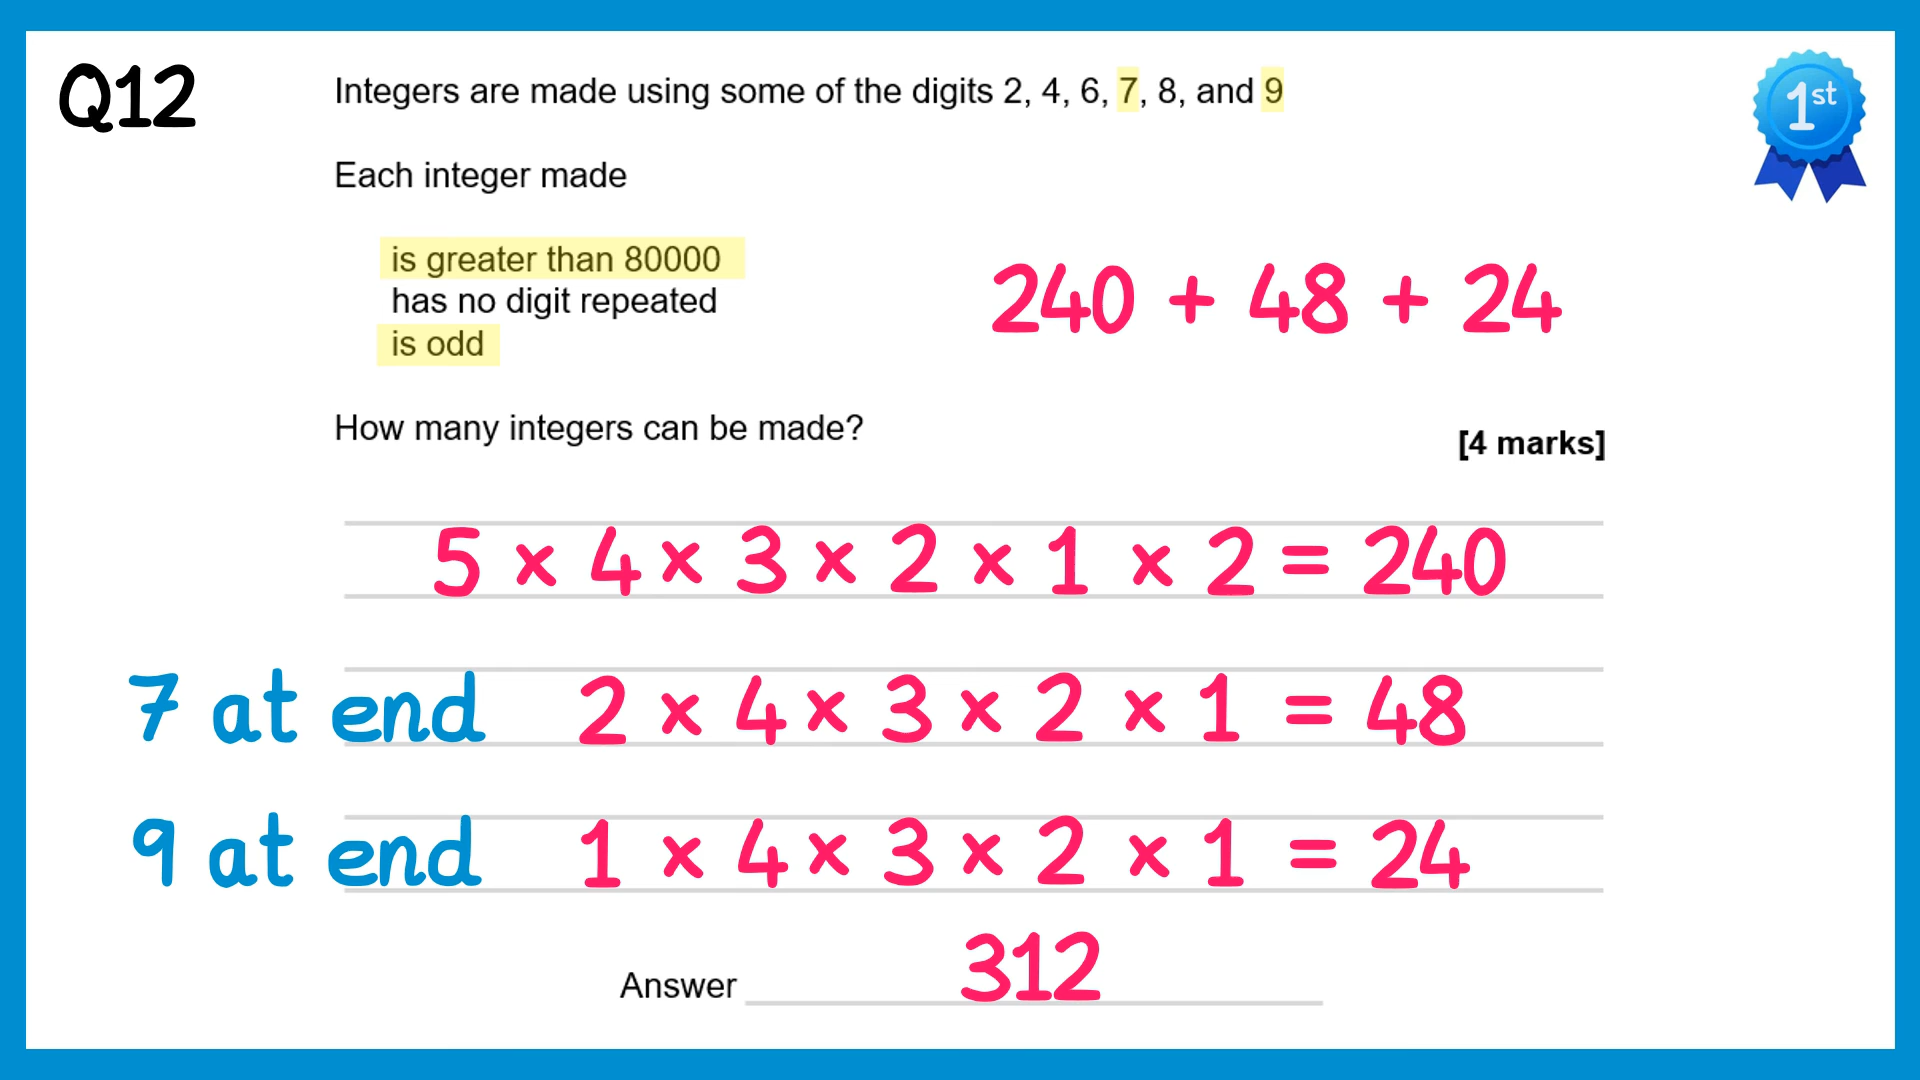 Q12
Integers are made using some of the digits 2, 4, 6, 7, 8, and 9
1st
Each integer made
is greater than 80000
has no digit repeated
is odd
240 + 48 + 24
How many integers can be made?
[4 marks]
5 × 4 × 3 × 2 × 1 × 2 = 240
7 at end 2 × 4 × 3 × 2 × 1 = 48
9 at end 1 × 4 × 3 × 2 × 1 = 24
Answer 312